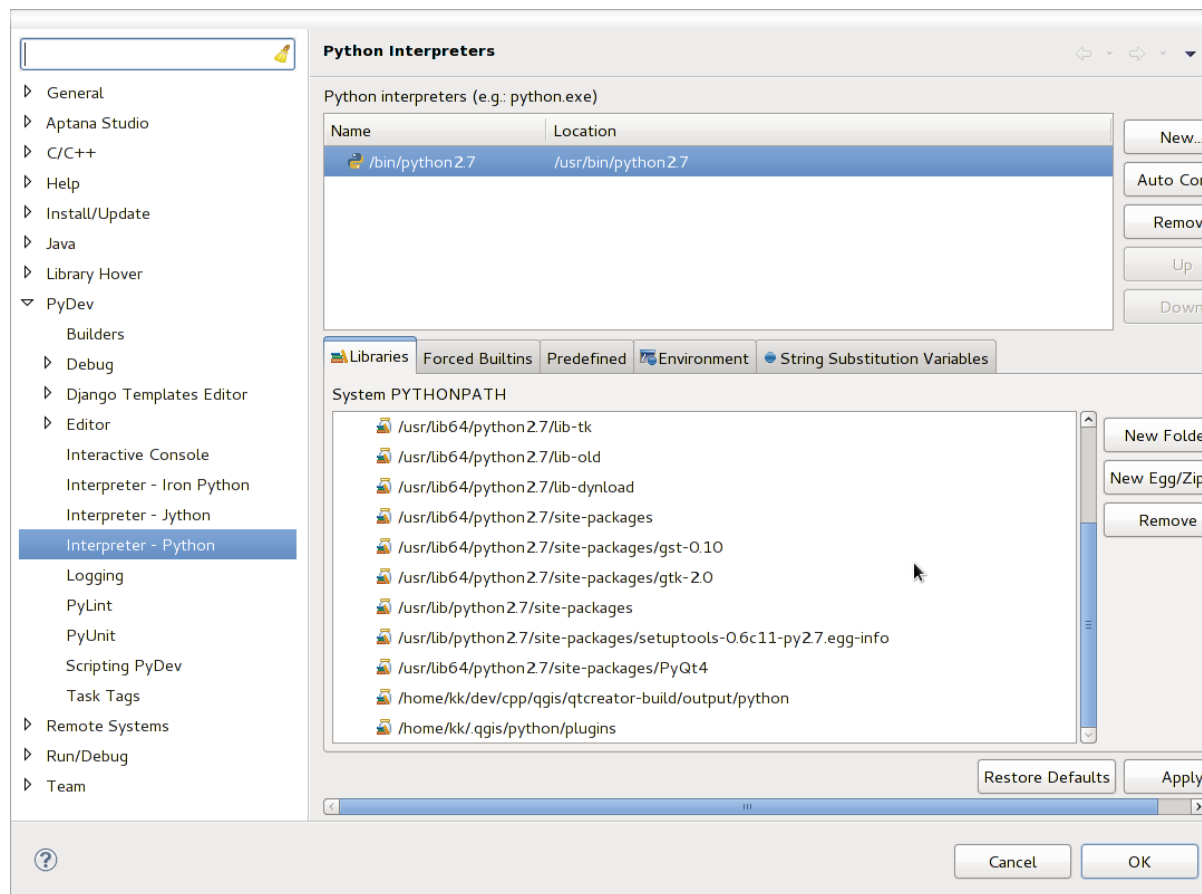 General
Aptana Studio
C/C++
Help
Install/Update
Java
Library Hover
PyDev
Builders
Debug
Django Templates Editor
Editor
Interactive Console
Interpreter - Iron Python
Interpreter - Jython
Interpreter - Python
Logging
PyLint
PyUnit
Scripting PyDev
Task Tags
Remote Systems
Run/Debug
Team
Python Interpreters
Python interpreters (e.g.: python.exe)
Name Location
/bin/python2.7 /usr/bin/python2.7
New...
Auto Con
Remov
Up
Down
Libraries Forced Builtins Predefined Environment String Substitution Variables
System PYTHONPATH
/usr/lib64/python2.7/lib-tk
/usr/lib64/python2.7/lib-old
/usr/lib64/python2.7/lib-dynload
/usr/lib64/python2.7/site-packages
/usr/lib64/python2.7/site-packages/gst-0.10
/usr/lib64/python2.7/site-packages/gtk-2.0
/usr/lib/python2.7/site-packages
/usr/lib/python2.7/site-packages/setuptools-0.6c11-py2.7.egg-info
/usr/lib64/python2.7/site-packages/PyQt4
/home/kk/dev/cpp/qgis/qtcreator-build/output/python
/home/kk/.qgis/python/plugins
New Folde
New Egg/Zip
Remove
Restore Defaults Apply
Cancel OK